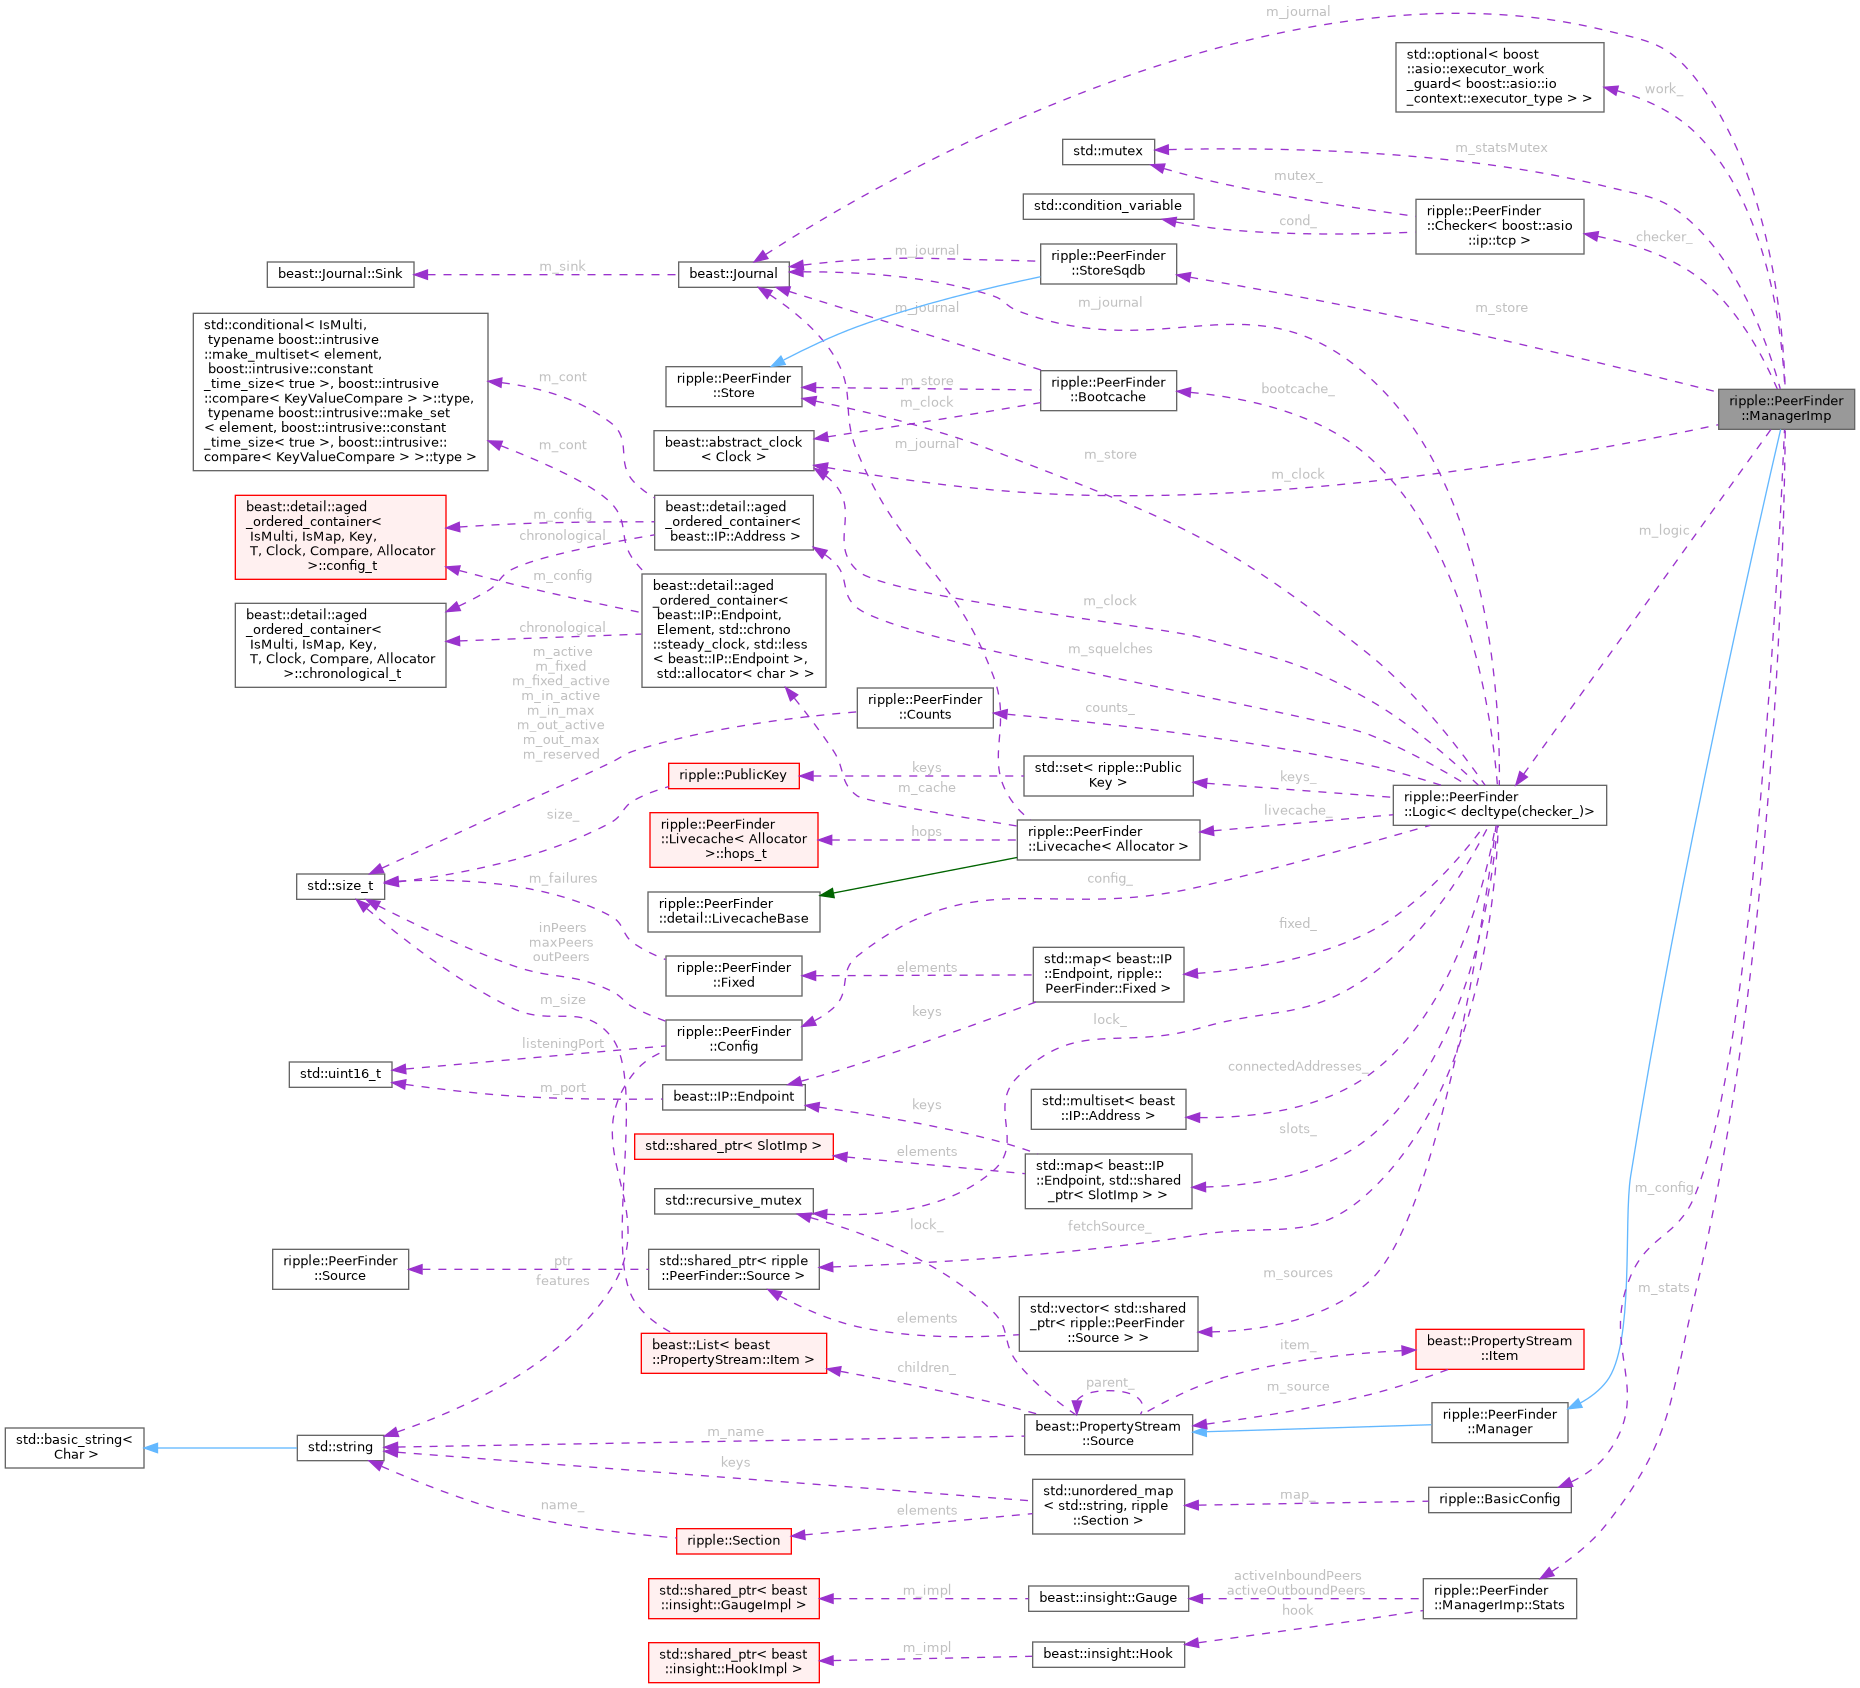 m_journal
std::optional< boost
::asio::executor_work
_guard< boost::asio::io
_context::executor_type > >
work_
std::mutex
m_statsMutex
mutex_
std::condition_variable
cond_
ripple::PeerFinder
::Checker< boost::asio
::ip::tcp >
checker_
beast::Journal::Sink
m_sink
beast::Journal
m_journal
ripple::PeerFinder
::StoreSqdb
m_journal
m_journal
m_store
std::conditional< IsMulti,
typename boost::intrusive
::make_multiset< element,
boost::intrusive::constant
_time_size< true >, boost::intrusive
::compare< KeyValueCompare > >::type,
typename boost::intrusive::make_set
< element, boost::intrusive::constant
_time_size< true >, boost::intrusive::
compare< KeyValueCompare > >::type >
m_cont
m_cont
ripple::PeerFinder
::Store
m_store
m_clock
ripple::PeerFinder
::Bootcache
bootcache_
ripple::PeerFinder
::ManagerImp
beast::abstract_clock
< Clock >
m_journal
m_store
m_clock
beast::detail::aged
_ordered_container<
IsMulti, IsMap, Key,
T, Clock, Compare, Allocator
>::config_t
m_config
chronological
beast::detail::aged
_ordered_container<
beast::IP::Address >
m_logic
m_config
beast::detail::aged
_ordered_container<
beast::IP::Endpoint,
Element, std::chrono
::steady_clock, std::less
< beast::IP::Endpoint >,
std::allocator< char > >
m_clock
beast::detail::aged
_ordered_container<
IsMulti, IsMap, Key,
T, Clock, Compare, Allocator
>::chronological_t
chronological
m_squelches
m_active
m_fixed
m_fixed_active
m_in_active
m_in_max
m_out_active
m_out_max
m_reserved
ripple::PeerFinder
::Counts
counts_
ripple::PublicKey
keys
m_cache
std::set< ripple::Public
Key >
keys_
ripple::PeerFinder
::Logic< decltype(checker_)>
size_
ripple::PeerFinder
::Livecache< Allocator
>::hops_t
hops
ripple::PeerFinder
::Livecache< Allocator >
livecache_
std::size_t
m_failures
ripple::PeerFinder
::detail::LivecacheBase
config_
inPeers
maxPeers
outPeers
ripple::PeerFinder
::Fixed
elements
std::map< beast::IP
::Endpoint, ripple::
PeerFinder::Fixed >
fixed_
m_size
keys
lock_
ripple::PeerFinder
::Config
listeningPort
std::uint16_t
m_port
beast::IP::Endpoint
keys
std::multiset< beast
::IP::Address >
connectedAddresses_
std::shared_ptr< SlotImp >
elements
std::map< beast::IP
::Endpoint, std::shared
_ptr< SlotImp > >
slots_
std::recursive_mutex
lock_
fetchSource_
m_config
ripple::PeerFinder
::Source
ptr
features
std::shared_ptr< ripple
::PeerFinder::Source >
m_sources
m_stats
elements
std::vector< std::shared
_ptr< ripple::PeerFinder
::Source > >
beast::List< beast
::PropertyStream::Item >
children_
item_
beast::PropertyStream
::Item
parent_
m_source
beast::PropertyStream
::Source
ripple::PeerFinder
::Manager
std::basic_string<
Char >
std::string
m_name
keys
name_
elements
std::unordered_map
< std::string, ripple
::Section >
map_
ripple::BasicConfig
ripple::Section
std::shared_ptr< beast
::insight::GaugeImpl >
m_impl
beast::insight::Gauge
activeInboundPeers
activeOutboundPeers
hook
ripple::PeerFinder
::ManagerImp::Stats
std::shared_ptr< beast
::insight::HookImpl >
m_impl
beast::insight::Hook